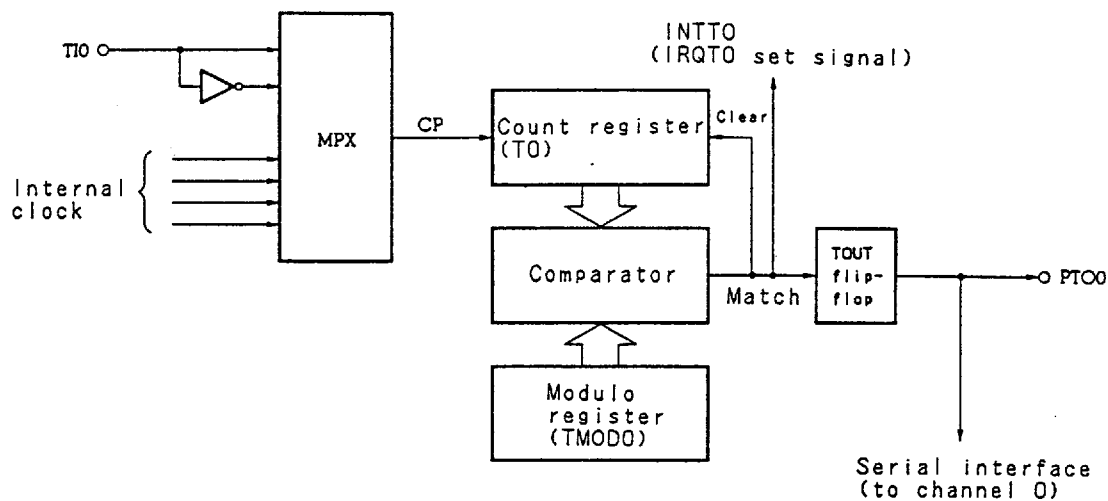 TI0
Internal
clock
MPX
CP
Count register
(T0)
Clear
INTT0
(IRQT0 set signal)
Comparator
Match
TOUT
flip-
flop
PTO0
Modulo
register
(TMOD0)
Serial interface
(to channel 0)